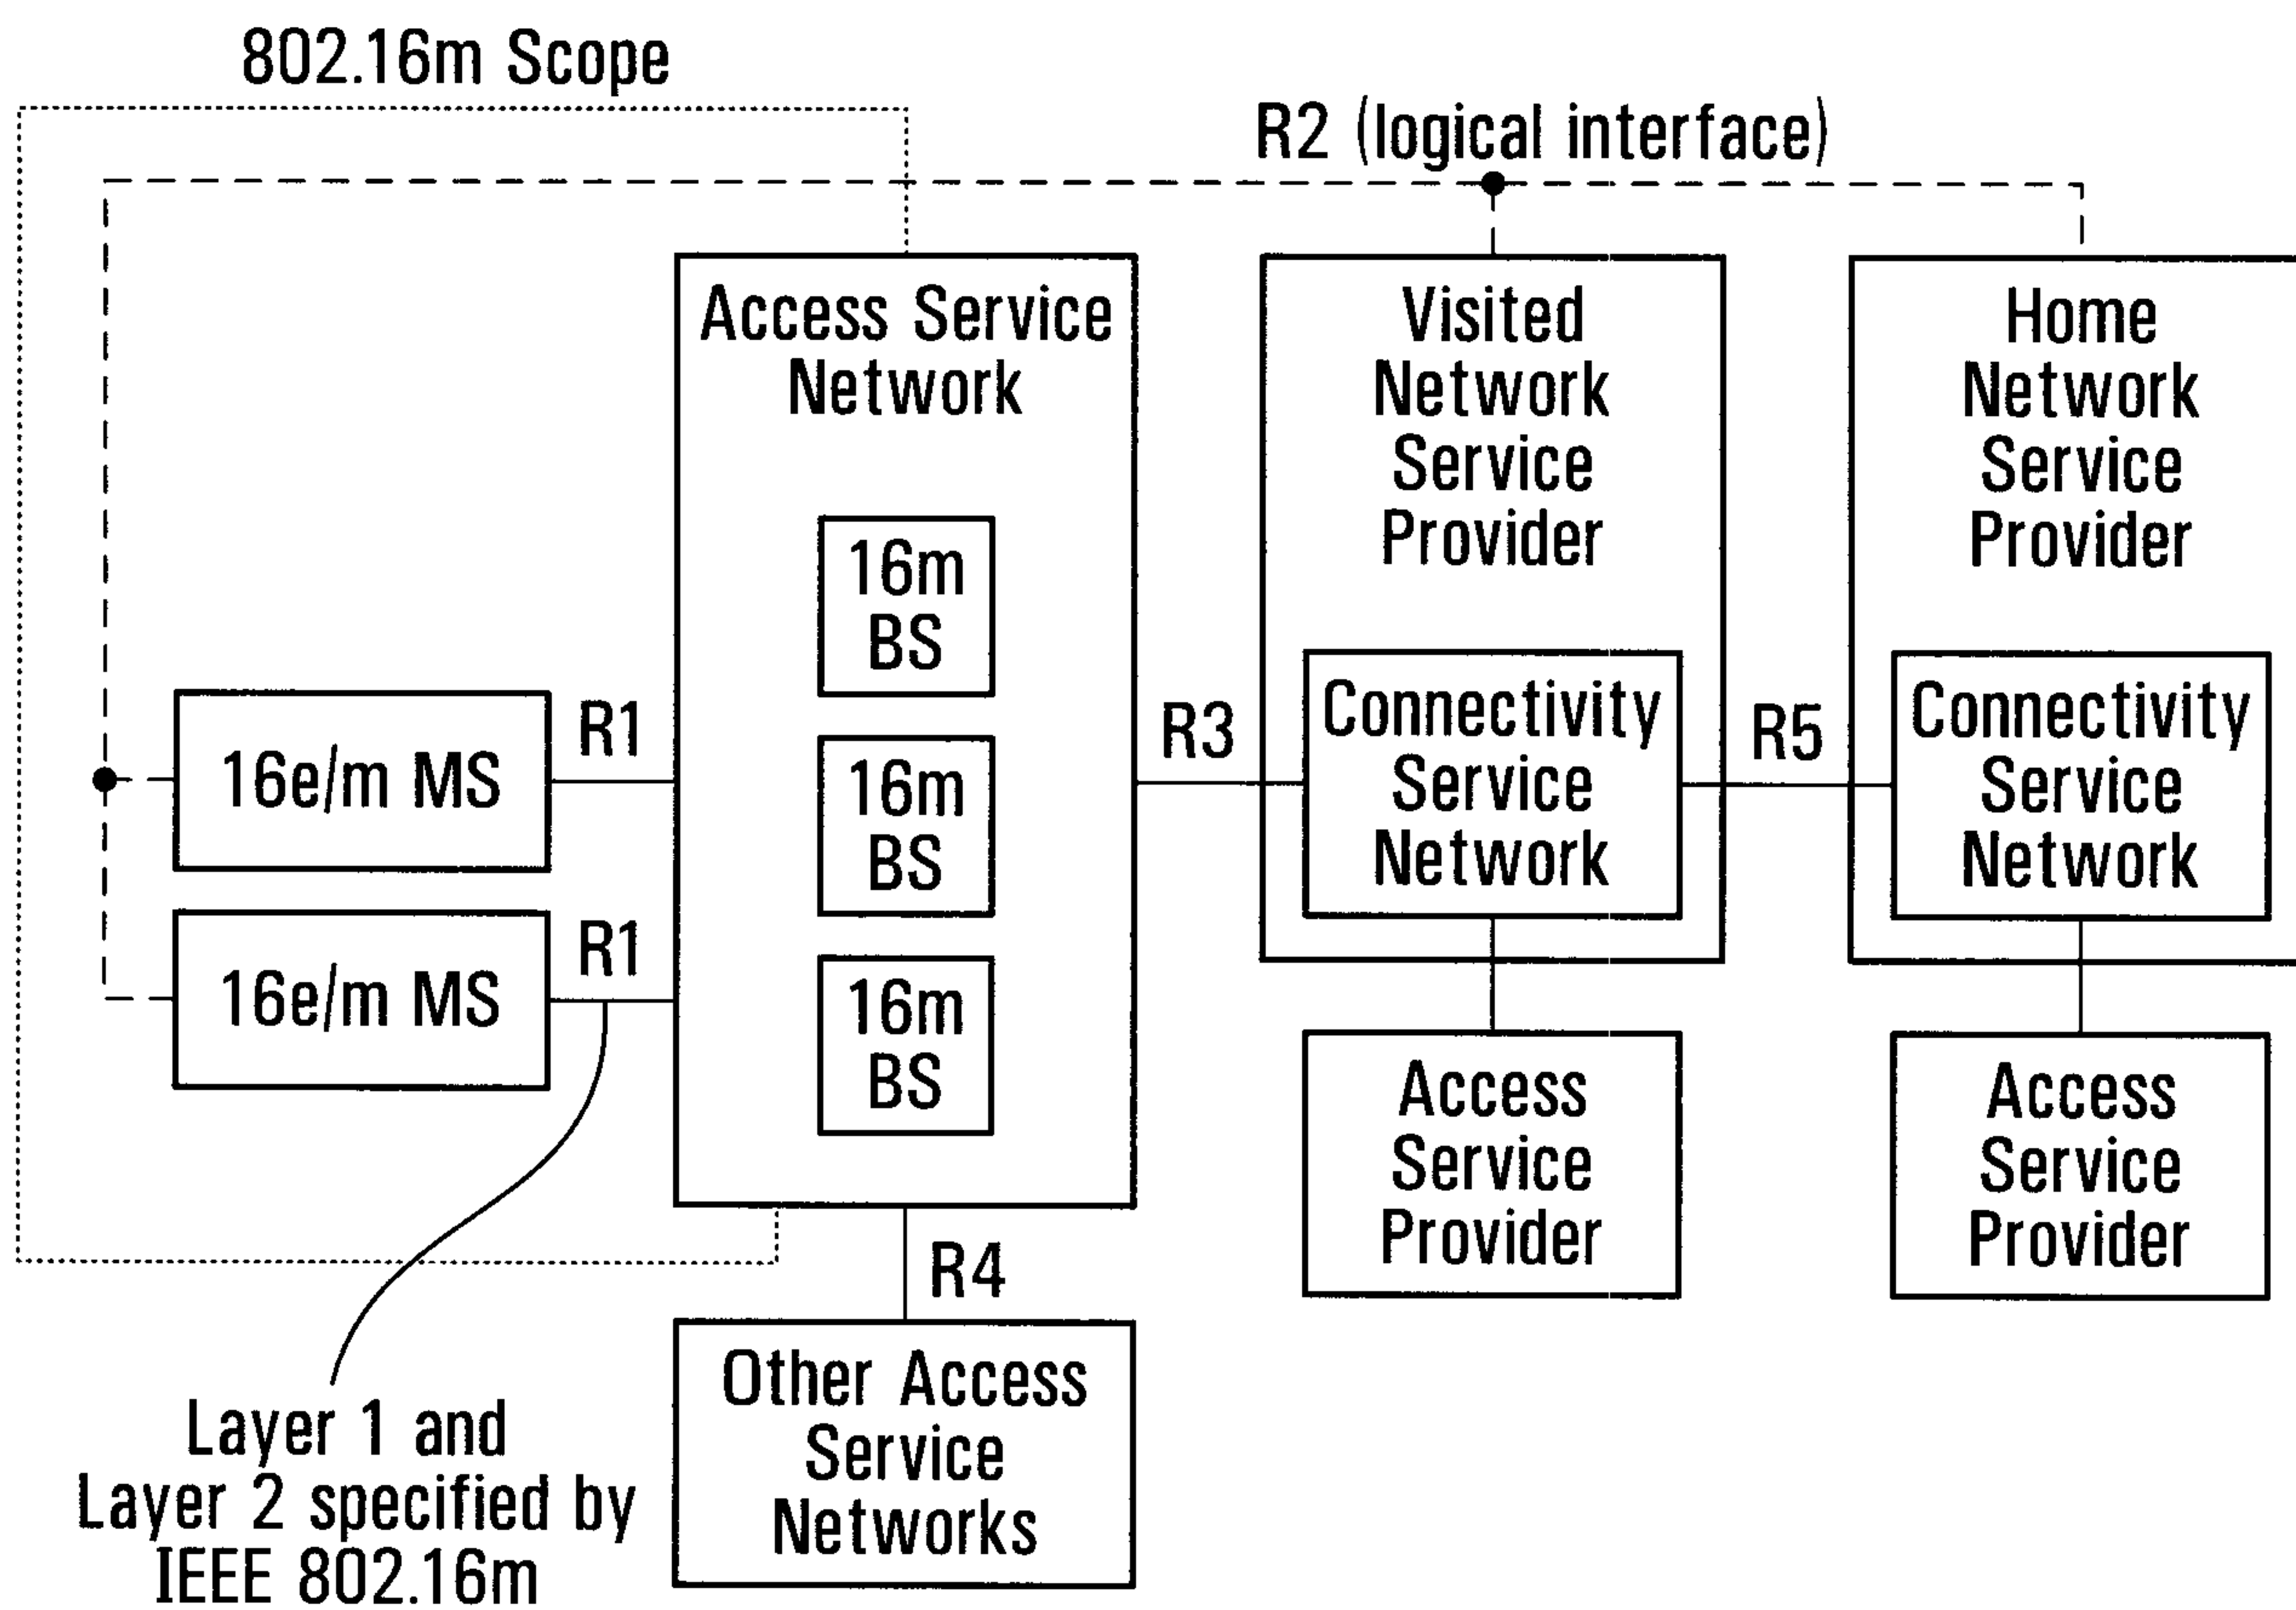 802.16m Scope
R2 (logical interface)
Access Service
Network
16m
BS
16m
BS
16m
BS
Visited
Network
Service
Provider
Connectivity
Service
Network
Home
Network
Service
Provider
Connectivity
Service
Network
16e/m MS
R1
16e/m MS
R1
R3
R5
R4
Access
Service
Provider
Access
Service
Provider
Other Access
Service
Networks
Layer 1 and
Layer 2 specified by
IEEE 802.16m